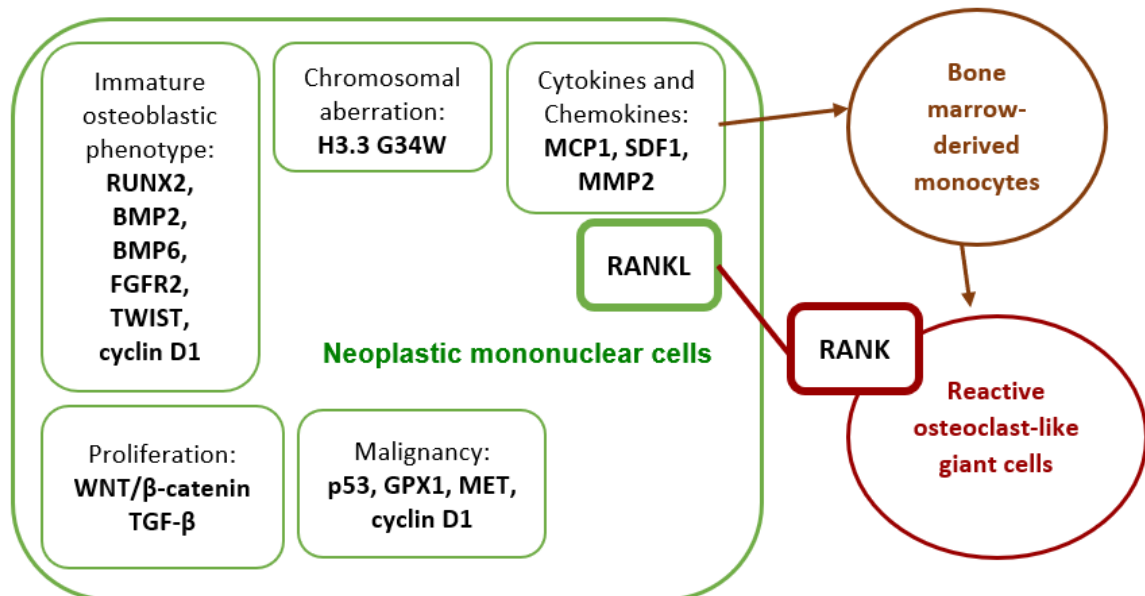 Immature
osteoblastic
phenotype:
RUNX2,
BMP2,
BMP6,
FGFR2,
TWIST,
cyclin D1
Chromosomal
aberration:
H3.3 G34W
Cytokines and
Chemokines:
MCP1, SDF1,
MMP2
Bone
marrow-
derived
monocytes
RANKL
RANK
Neoplastic mononuclear cells
Reactive
osteoclast-like
giant cells
Proliferation:
WNT/β-catenin
TGF-β
Malignancy:
p53, GPX1, MET,
cyclin D1